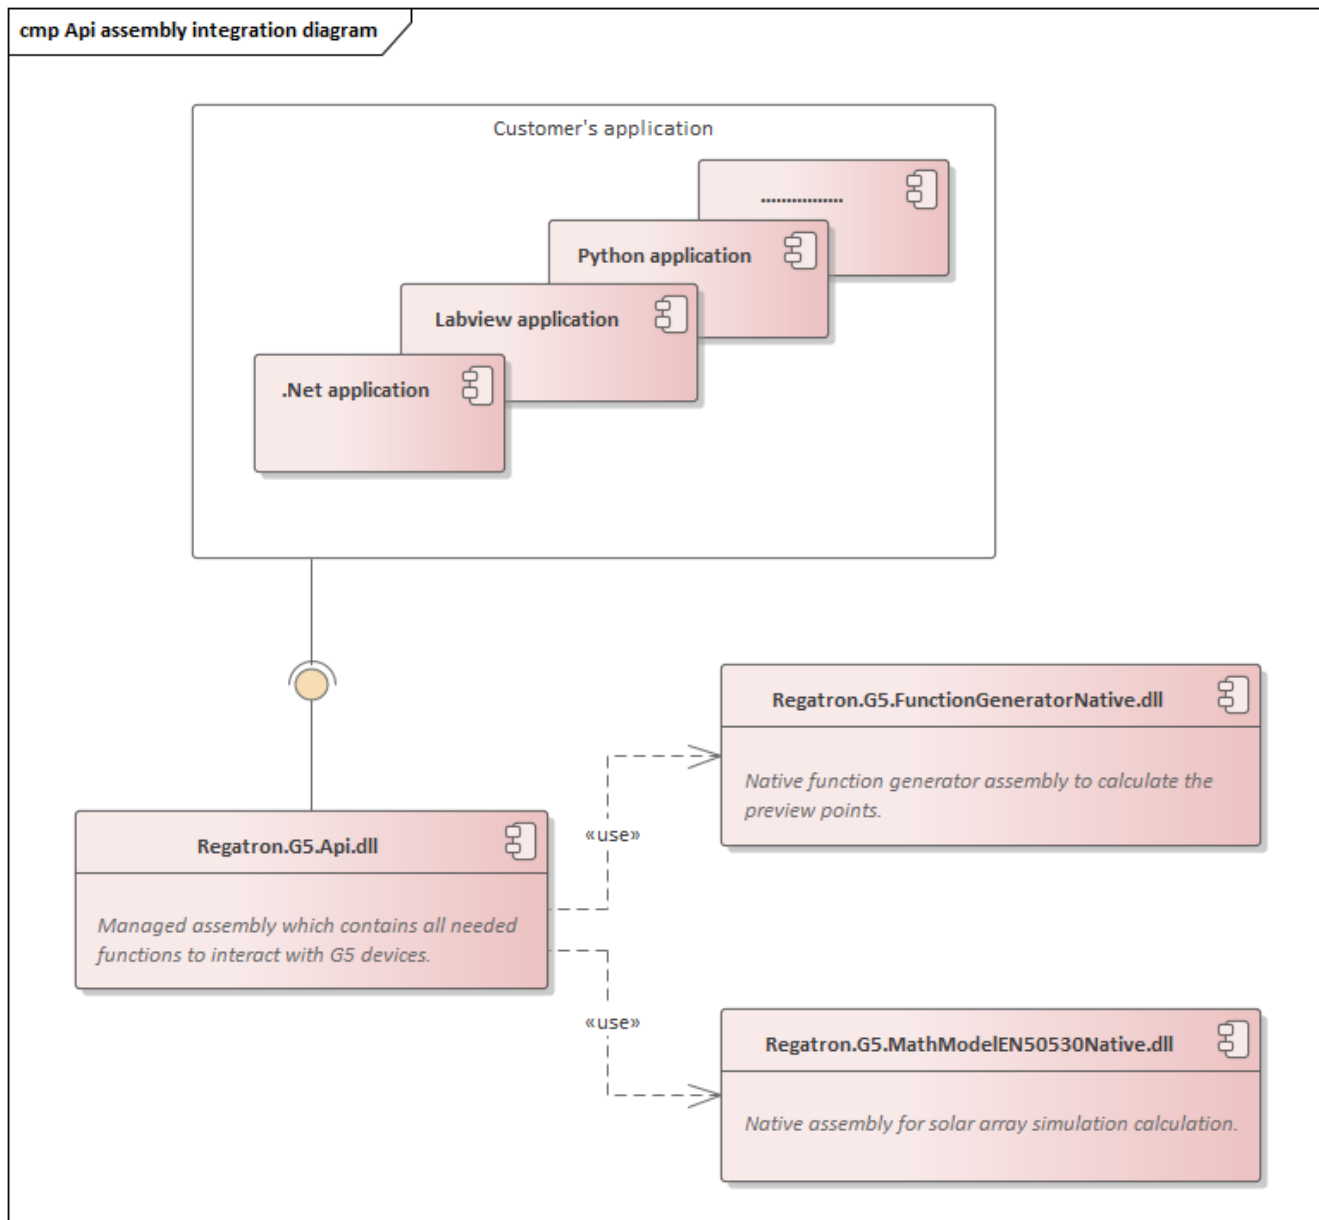 cmp Api assembly integration diagram
Customer's application
................
Python application
Labview application
.Net application
Regatron.G5.FunctionGeneratorNative.dll
Native function generator assembly to calculate the
preview points.
«use»
Regatron.G5.Api.dll
Managed assembly which contains all needed
functions to interact with G5 devices.
«use»
Regatron.G5.MathModelEN50530Native.dll
Native assembly for solar array simulation calculation.